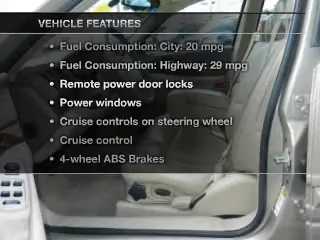 VEHICLE FEATURES
• Fuel Consumption: City: 20 mpg
• Fuel Consumption: Highway: 29 mpg
• Remote power door locks
• Power windows
• Cruise controls on steering wheel
• Cruise control
• 4-wheel ABS Brakes